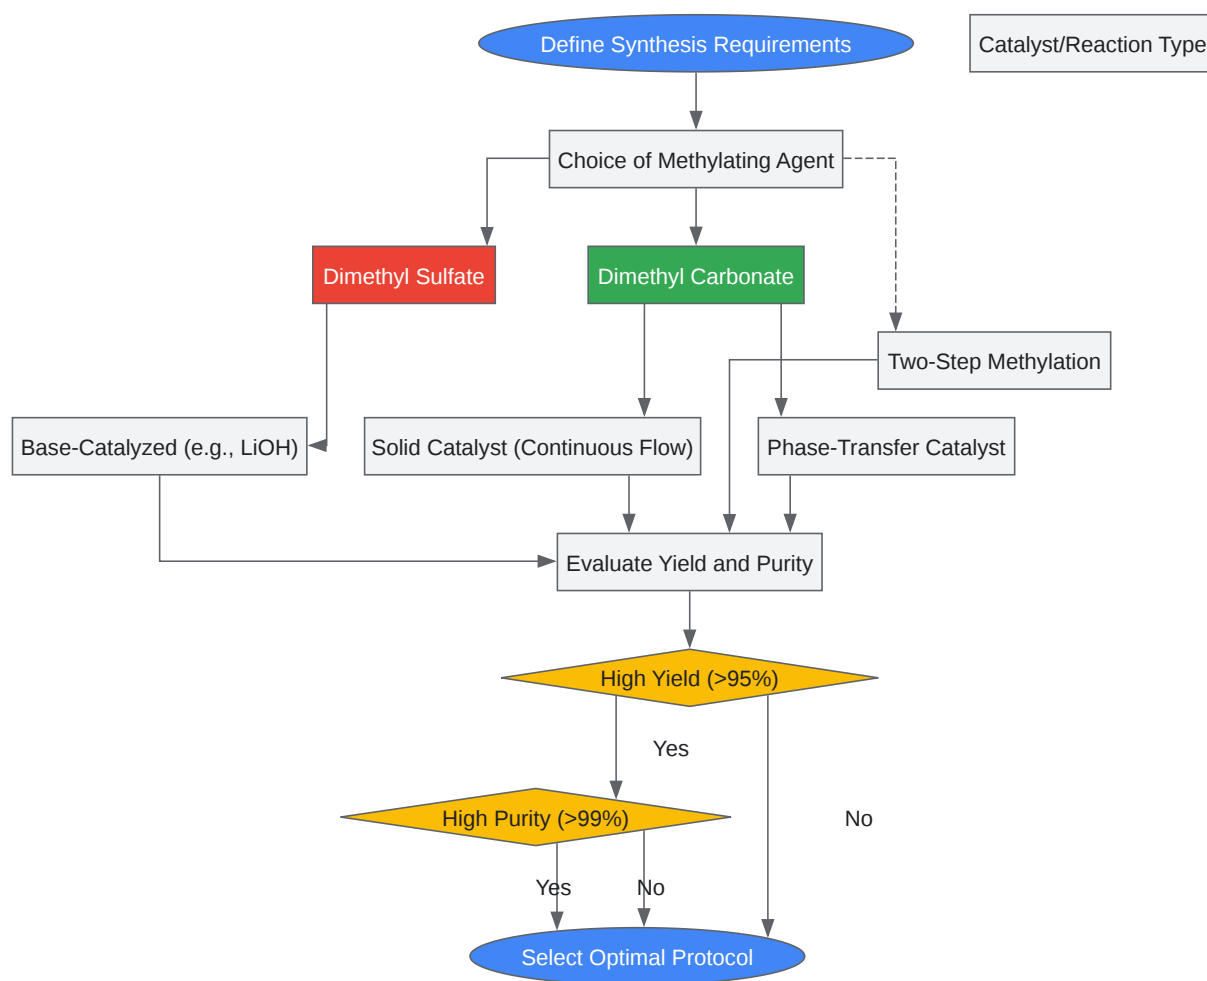 Define Synthesis Requirements
Catalyst/Reaction Type
Choice of Methylating Agent
Dimethyl Sulfate
Dimethyl Carbonate
Two-Step Methylation
Base-Catalyzed (e.g., LiOH)
Solid Catalyst (Continuous Flow)
Phase-Transfer Catalyst
Evaluate Yield and Purity
High Yield (>95%)
Yes
High Purity (>99%)
No
Yes
No
Select Optimal Protocol